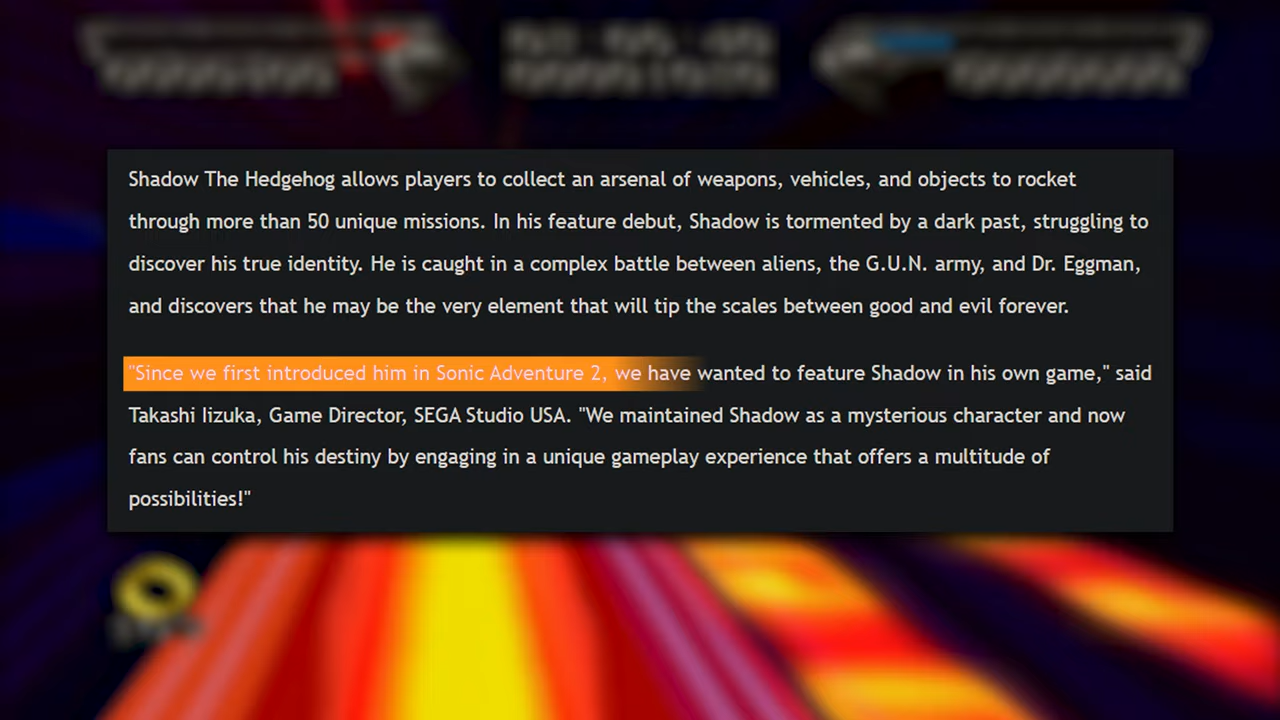 Shadow The Hedgehog allows players to collect an arsenal of weapons, vehicles, and objects to rocket
through more than 50 unique missions. In his feature debut, Shadow is tormented by a dark past, struggling to
discover his true identity. He is caught in a complex battle between aliens, the G.U.N. army, and Dr. Eggman,
and discovers that he may be the very element that will tip the scales between good and evil forever.
"Since we first introduced him in Sonic Adventure 2, we have wanted to feature Shadow in his own game," said
Takashi Iizuka, Game Director, SEGA Studio USA. "We maintained Shadow as a mysterious character and now
fans can control his destiny by engaging in a unique gameplay experience that offers a multitude of
possibilities!"